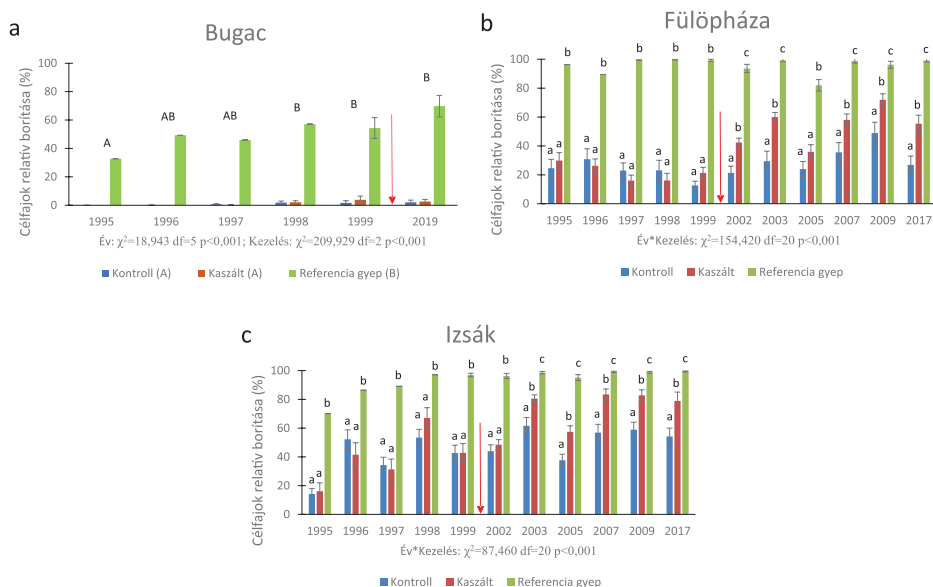 a
Bugac
Célfajok relatív borítása (%)
100
80
60
40
20
0
A
AB
AB
B
B
B
1995 1996 1997 1998 1999 2019
Év: χ²=18,943 df=5 p<0,001; Kezelés: χ²=209,929 df=2 p<0,001
Kontroll (A) Kaszált (A) Referencia gyep (B)
b
Fülöpháza
Célfajok relatív borítása (%)
100
80
60
40
20
0
a a b a a b a a b a a b a a b a b c a b c a a b a b c a b c a b c
1995 1996 1997 1998 1999 2002 2003 2005 2007 2009 2017
Év*Kezelés: χ²=154,420 df=20 p<0,001
Kontroll Kaszált Referencia gyep
c
Izsák
Célfajok relatív borítása (%)
100
80
60
40
20
0
a a b a a b a a b a a b a a b a a b a b c a b c a b c a b c a b c
1995 1996 1997 1998 1999 2002 2003 2005 2007 2009 2017
Év*Kezelés: χ²=87,460 df=20 p<0,001
Kontroll Kaszált Referencia gyep